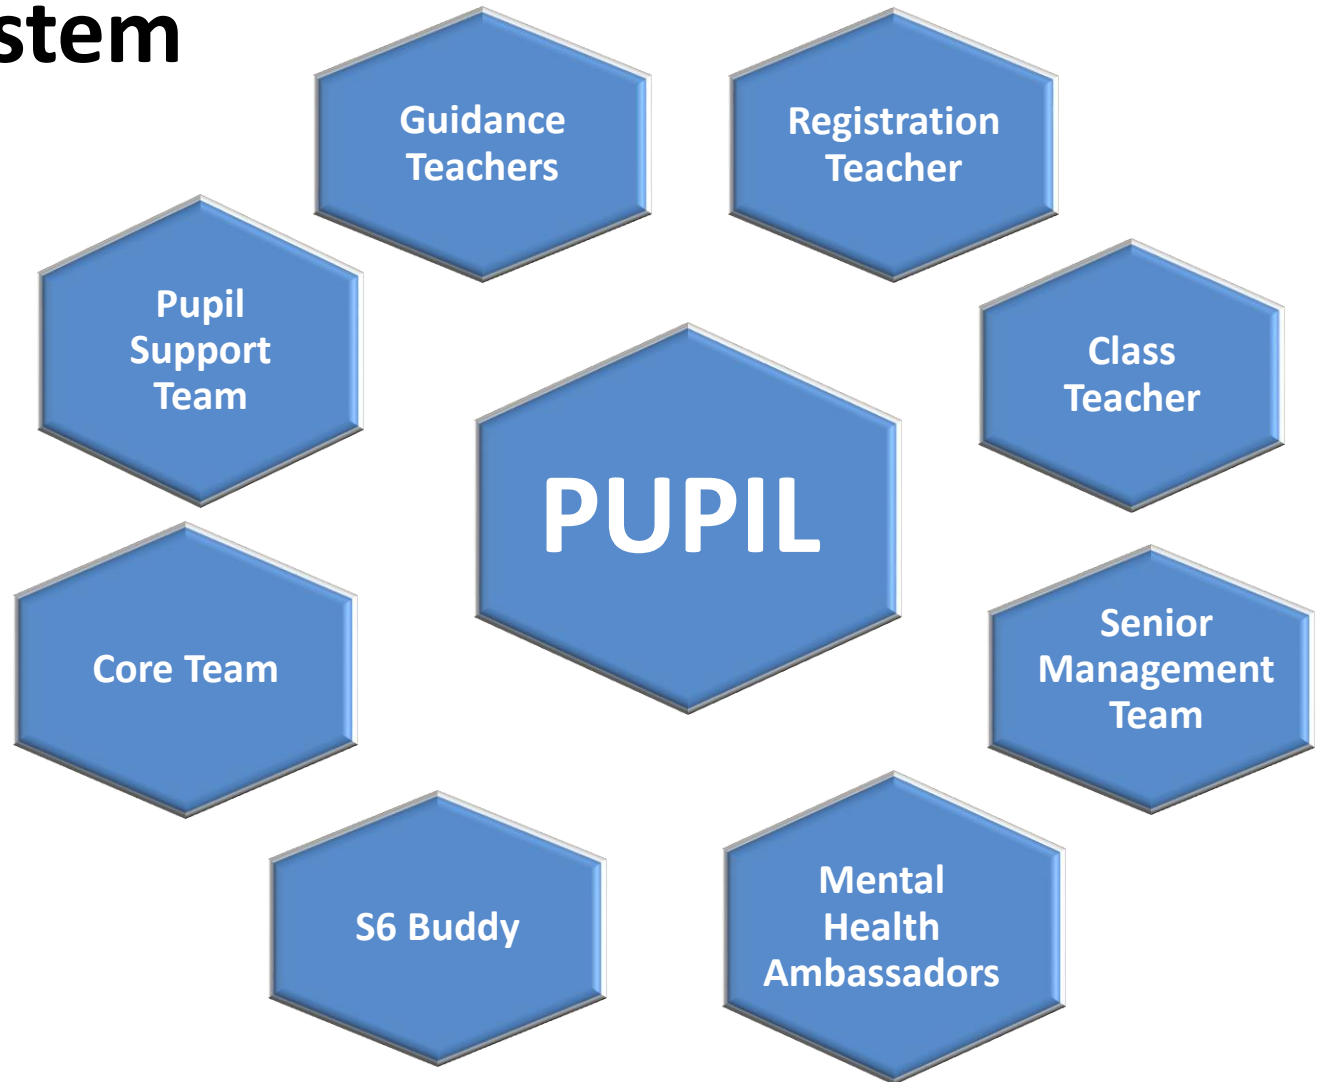 stem
Guidance
Teachers
Registration
Teacher
Pupil
Support
Team
Class
Teacher
PUPIL
Core Team
Senior
Management
Team
S6 Buddy
Mental
Health
Ambassadors